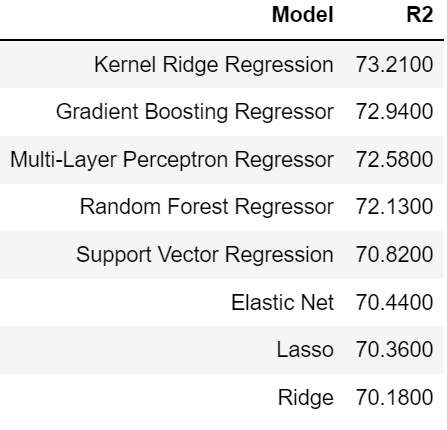 Model R2
Kernel Ridge Regression 73.2100
Gradient Boosting Regressor 72.9400
Multi-Layer Perceptron Regressor 72.5800
Random Forest Regressor 72.1300
Support Vector Regression 70.8200
Elastic Net 70.4400
Lasso 70.3600
Ridge 70.1800